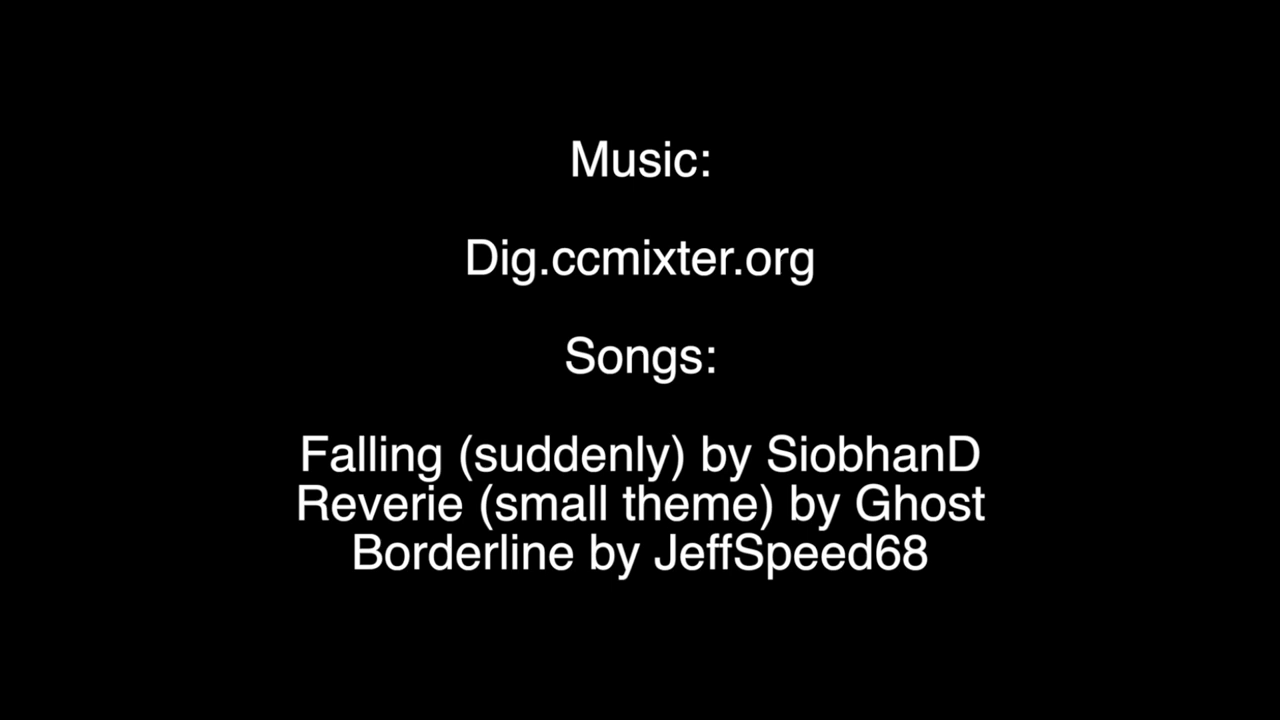 Music:
Dig.ccmixter.org
Songs:
Falling (suddenly) by SiobhanD
Reverie (small theme) by Ghost
Borderline by JeffSpeed68